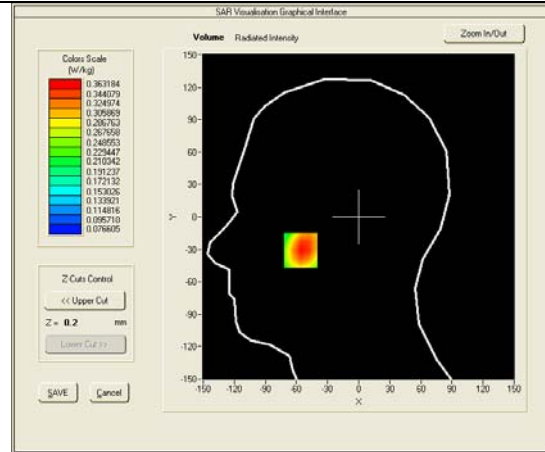 SAR Visualisation Graphical Interface
Volume Radiated Intensity
Zoom In/Out
Colors Scale
(W/kg)
0.363184
0.344079
0.324974
0.305869
0.286763
0.267658
0.248553
0.229447
0.210342
0.191237
0.172132
0.153026
0.133921
0.114816
0.095710
0.076605
Z Cuts Control
<< Upper Cut
Z = 0.2 mm
Lower Cut >>
SAVE Cancel
150
120
90
60
30
0
-30
-60
-90
-120
-150
Y
-150 -120 -90 -60 -30 0 30 60 90 120 150
X